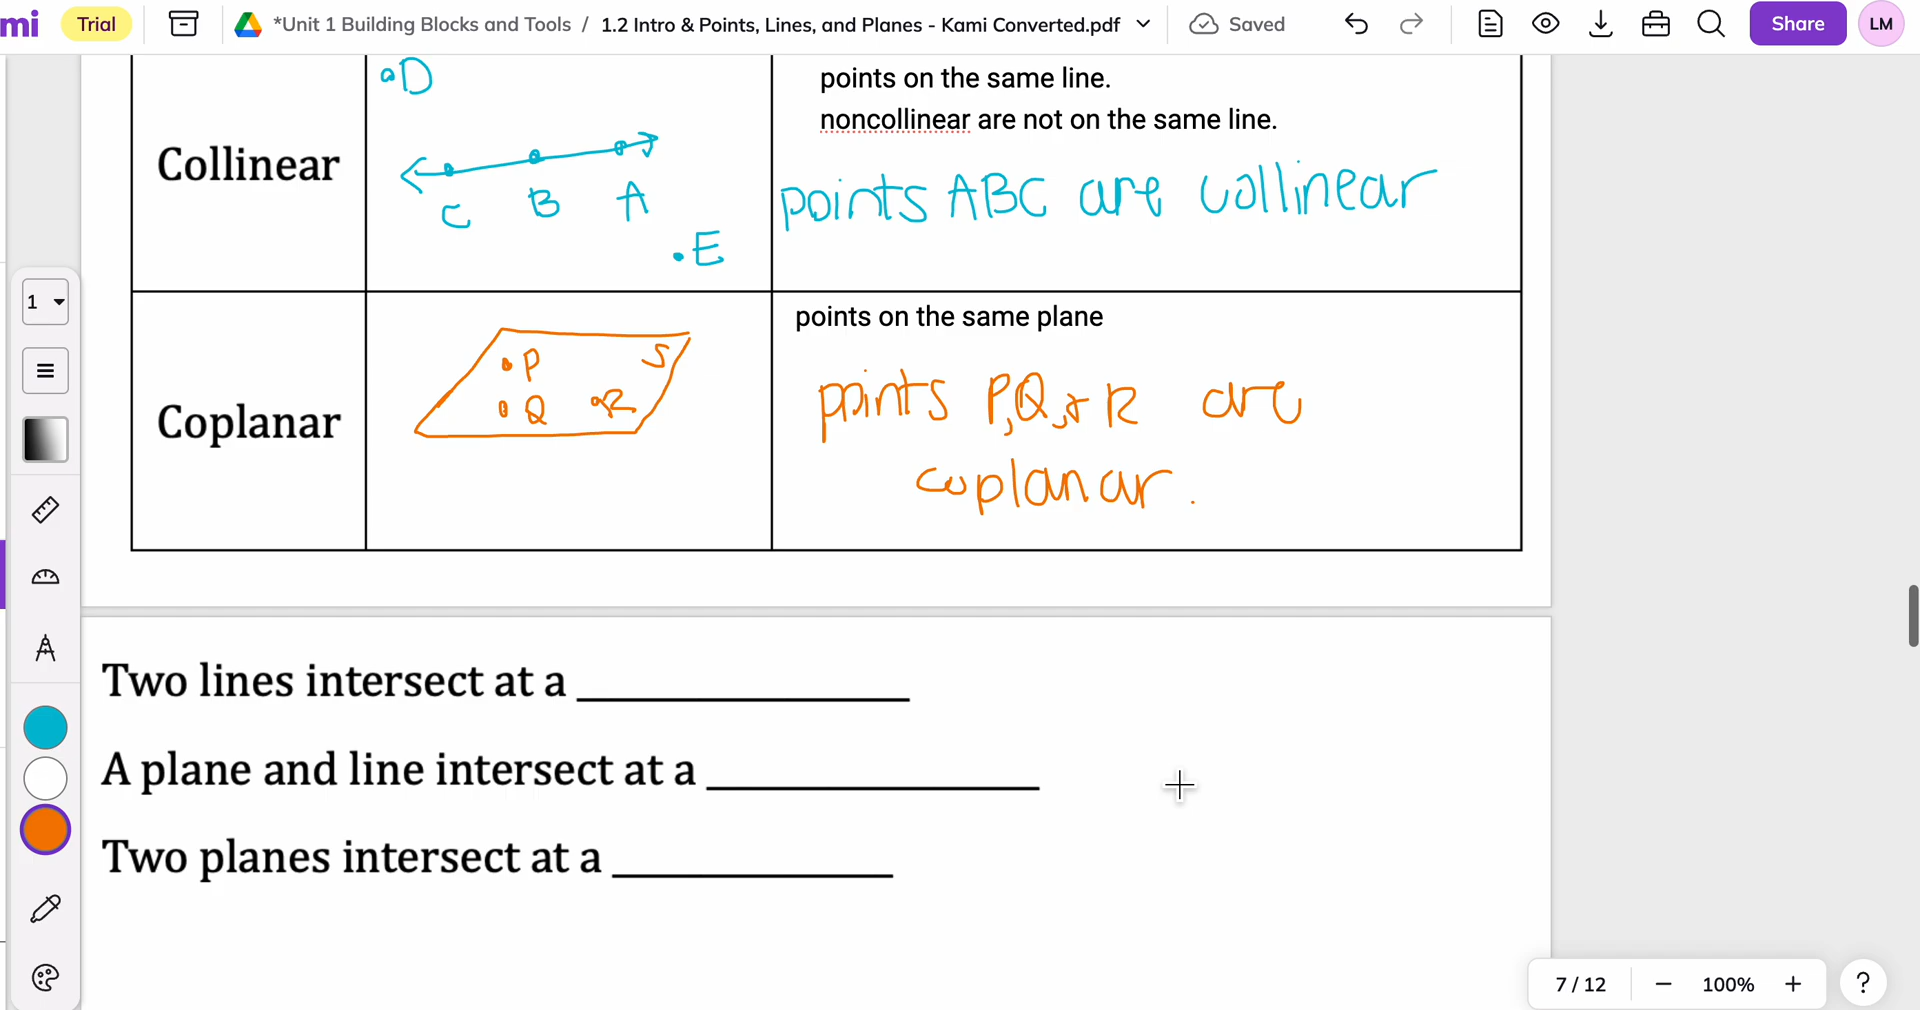 mi Trial *Unit 1 Building Blocks and Tools / 1.2 Intro & Points, Lines, and Planes - Kami Converted.pdf Saved Share LM
D
points on the same line.
noncollinear are not on the same line.
Collinear
C B A
points ABC are collinear
E
points on the same plane
1
P S
Q R
Coplanar
points P,Q,+ R are
coplanar.
Two lines intersect at a ________
A plane and line intersect at a ________
Two planes intersect at a ________
7 / 12 − 100% + ?